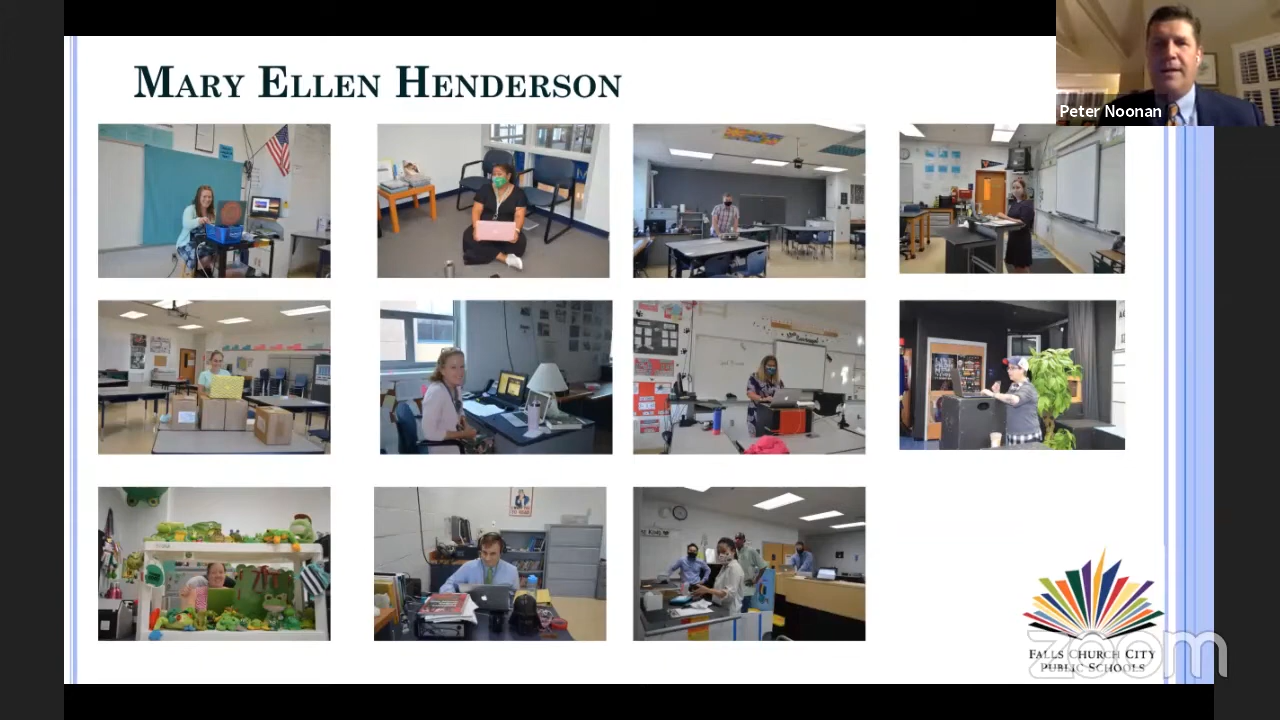 MARY ELLEN HENDERSON
Peter Noonan
FALLS CHURCH CITY
PUBLIC SCHOOLS
zoom